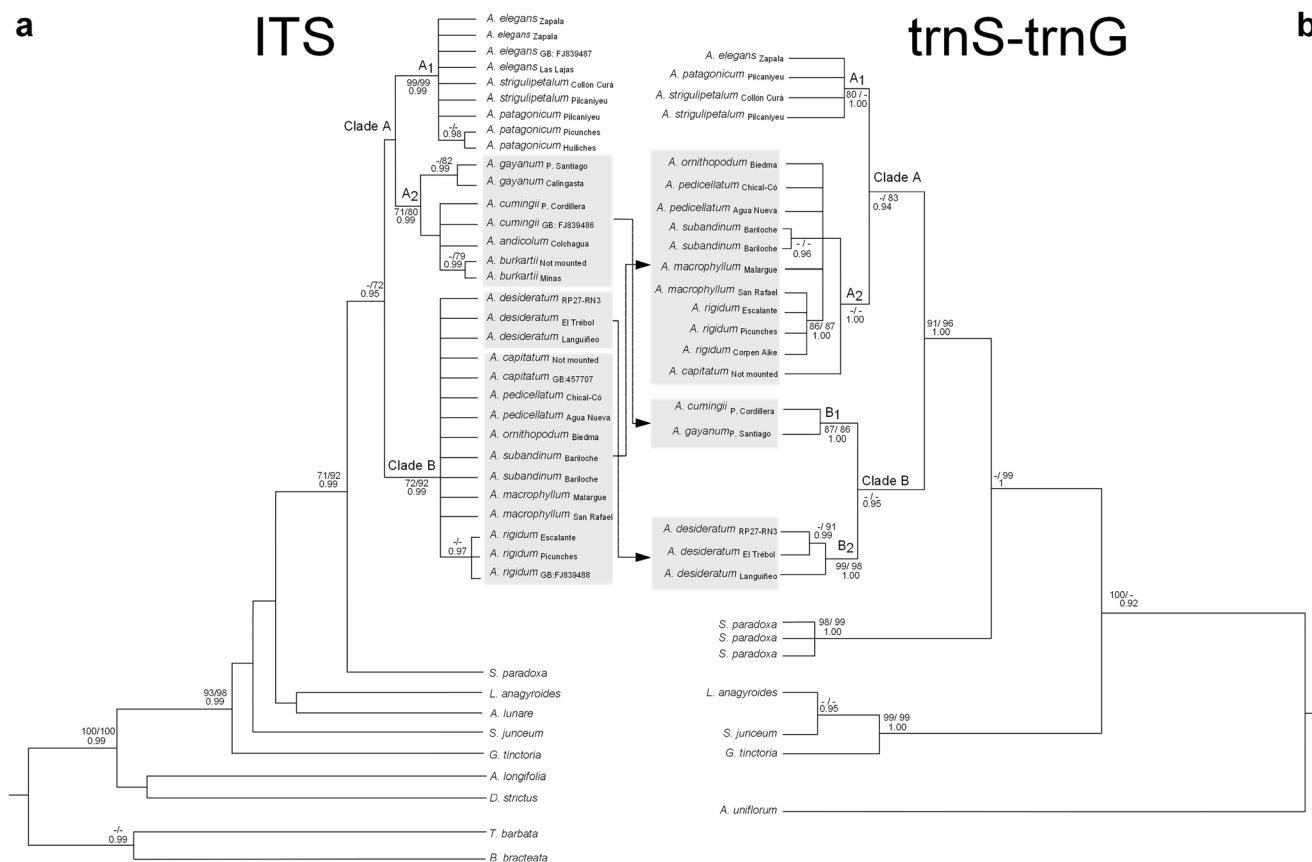 a
ITS
A. elegans Zapala
A. elegans Zapala
A. elegans GB: FJ839487
A. elegans Las Lajas
A. strigulipetalum Collón Curá
A. strigulipetalum Pilcaniyeu
A. patagonicum Pilcaniyeu
A. patagonicum Picunches
A. patagonicum Huiliches
A. gayanum P. Santiago
A. gayanum Calingasta
A. cumingii P. Cordillera
A. cumingii GB: FJ839486
A. andicolum Colchagua
A. burkartii Not mounted
A. burkartii Minas
A. desideratum RP27-RN3
A. desideratum El Trébol
A. desideratum Languiñeo
A. capitatum Not mounted
A. capitatum GB:457707
A. pedicellatum Chical-Có
A. pedicellatum Agua Nueva
A. ornithopodum Biedma
A. subandinum Bariloche
A. subandinum Bariloche
A. macrophyllum Malargue
A. macrophyllum San Rafael
A. rigidum Escalante
A. rigidum Picunches
A. rigidum GB:FJ839488
S. paradoxa
L. anagyroides
A. lunare
S. junceum
G. tinctoria
A. longifolia
D. strictus
T. barbata
B. bracteata
A1
99/99
0.99
-/-
0.98
Clade A
-/82
0.99
A2
71/80
0.99
-/79
0.99
-/72
0.95
Clade B
72/92
0.99
-/-
0.97
71/92
0.99
93/98
0.99
100/100
0.99
-/-
0.99
trnS-trnG
b
A. elegans Zapala
A. patagonicum Pilcaniyeu
A. strigulipetalum Collón Curá
A. strigulipetalum Pilcaniyeu
A. ornithopodum Biedma
A. pedicellatum Chical-Có
A. pedicellatum Agua Nueva
A. subandinum Bariloche
A. subandinum Bariloche
A. macrophyllum Malargue
A. macrophyllum San Rafael
A. rigidum Escalante
A. rigidum Picunches
A. rigidum Corpen Aike
A. capitatum Not mounted
A. cumingii P. Cordillera
A. gayanum P. Santiago
A. desideratum RP27-RN3
A. desideratum El Trébol
A. desideratum Languiñeo
S. paradoxa
S. paradoxa
S. paradoxa
L. anagyroides
S. junceum
G. tinctoria
A. uniflorum
A1
80 / -
1.00
Clade A
-/ 83
0.94
- / -
0.96
A2
-/ -
1.00
86/ 87
1.00
91/ 96
1.00
B1
87/ 86
1.00
Clade B
- / -
0.95
-/ 91
0.99
B2
99/ 98
1.00
-/ 99
1
98/ 99
1.00
100/ -
0.92
- / -
0.95
99/ 99
1.00